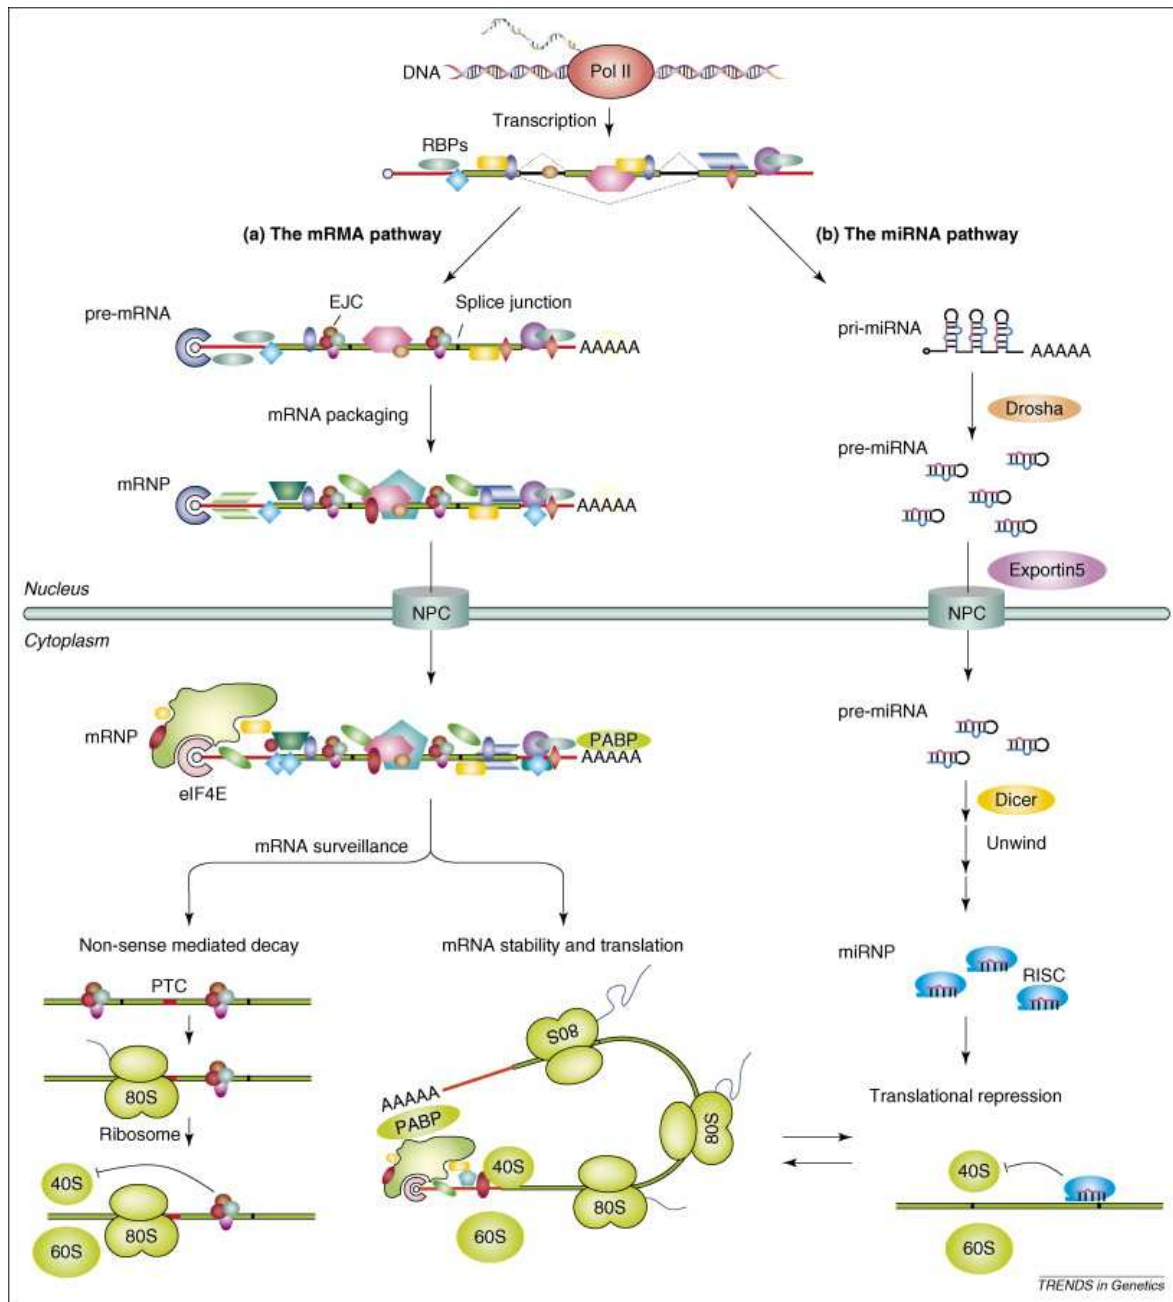 DNA
Pol II
Transcription
RBPs
(a) The mRMA pathway
(b) The miRNA pathway
EJC
Splice junction
pre-mRNA
AAAAA
pri-miRNA
AAAAA
Drosha
mRNA packaging
pre-miRNA
mRNP
AAAAA
Exportin5
Nucleus
NPC
NPC
Cytoplasm
pre-miRNA
mRNP
PABP
AAAAA
eIF4E
Dicer
mRNA surveillance
Unwind
Non-sense mediated decay
mRNA stability and translation
miRNP
RISC
PTC
80S
80S
AAAAA
Translational repression
PABP
80S
Ribosome
40S
40S
40S
80S
80S
60S
60S
60S
TRENDS in Genetics